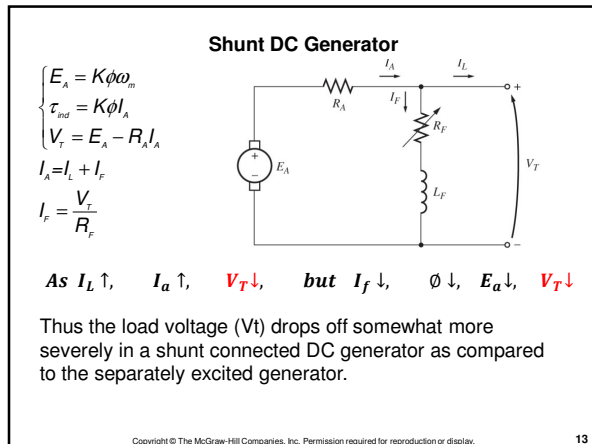 Shunt DC Generator
E_A = Kϕω_m
τ_ind = KϕI_A
V_T = E_A − R_A I_A
I_A=I_L + I_F
I_F = V_T / R_F
I_A
I_L
R_A
I_F
R_F
+
−
E_A
L_F
V_T
+
−
As I_L ↑, I_a ↑, V_T ↓, but I_f ↓, ∅ ↓, E_a ↓, V_T ↓
Thus the load voltage (Vt) drops off somewhat more
severely in a shunt connected DC generator as compared
to the separately excited generator.
Copyright © The McGraw-Hill Companies, Inc. Permission required for reproduction or display.
13